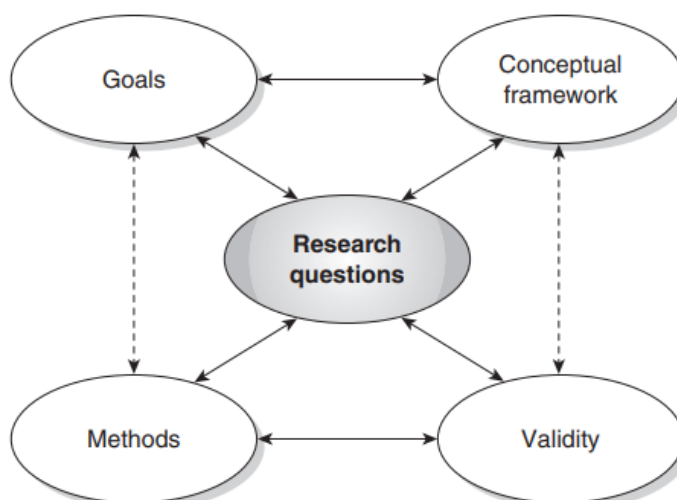 Goals
Conceptual
framework
Research
questions
Methods
Validity